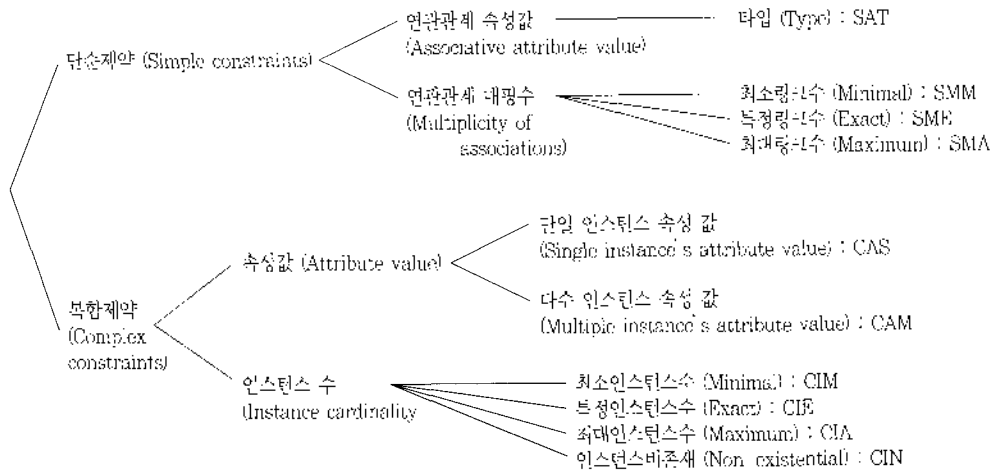 단순제약 (Simple constraints)
연관관계 속성값
(Associative attribute value)
타입 (Type) : SAT
연관관계 대핑수
(Multiplicity of
associations)
최소링크수 (Minimal) : SMM
특정링크수 (Exact) : SME
최대링크수 (Maximum) : SMA
복합제약
(Complex
constraints)
속성값 (Attribute value)
단일 인스턴스 속성 값
(Single instance's attribute value) : CAS
다수 인스턴스 속성 값
(Multiple instance's attribute value) : CAM
인스턴스 수
(Instance cardinality
최소인스턴스수 (Minimal) : CIM
특정인스턴스수 (Exact) : CIE
최대인스턴스수 (Maximum) : CIA
인스턴스비존재 (Non existential) : CIN